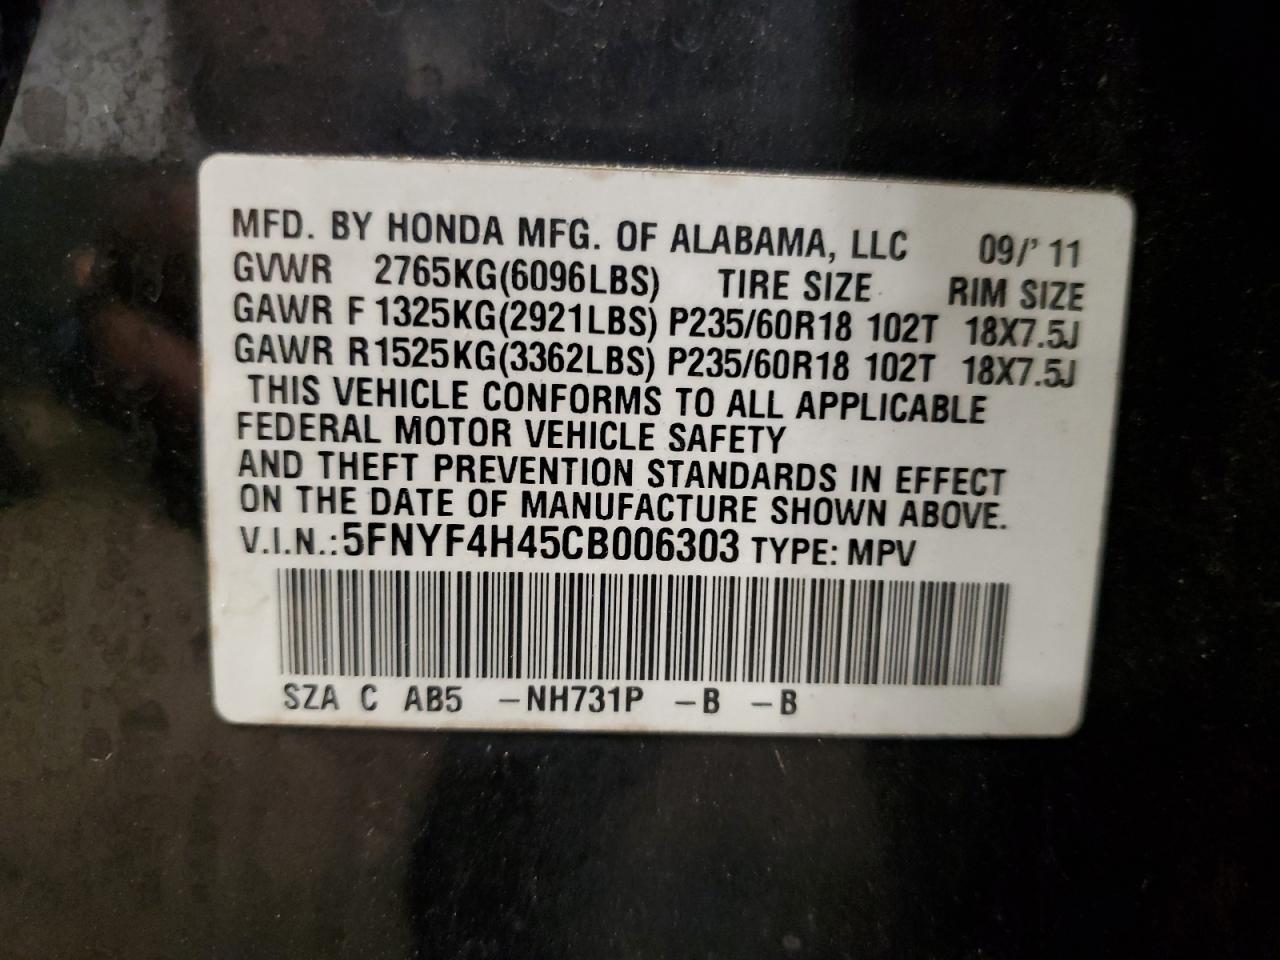 MFD. BY HONDA MFG. OF ALABAMA, LLC 09/' 11
GVWR 2765KG(6096LBS) TIRE SIZE RIM SIZE
GAWR F 1325KG(2921LBS) P235/60R18 102T 18X7.5J
GAWR R1525KG(3362LBS) P235/60R18 102T 18X7.5J
THIS VEHICLE CONFORMS TO ALL APPLICABLE
FEDERAL MOTOR VEHICLE SAFETY
AND THEFT PREVENTION STANDARDS IN EFFECT
ON THE DATE OF MANUFACTURE SHOWN ABOVE.
V.I.N.:5FNYF4H45CB006303 TYPE: MPV
SZA C AB5 –NH731P –B –B